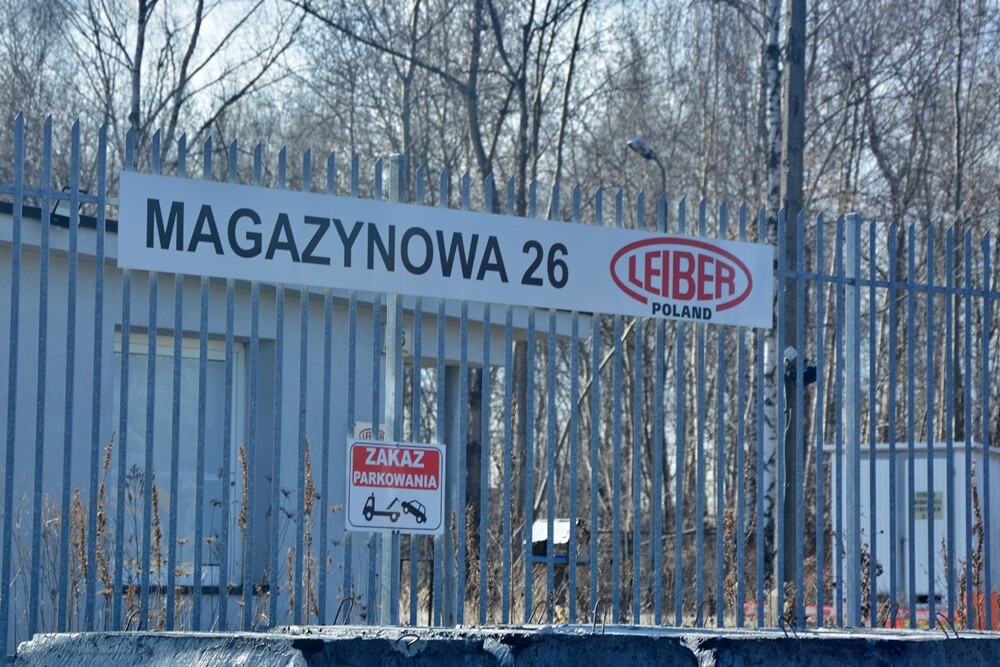 MAGAZYNOWA 26
LEIBER
POLAND
ZAKAZ
PARKOWANIA